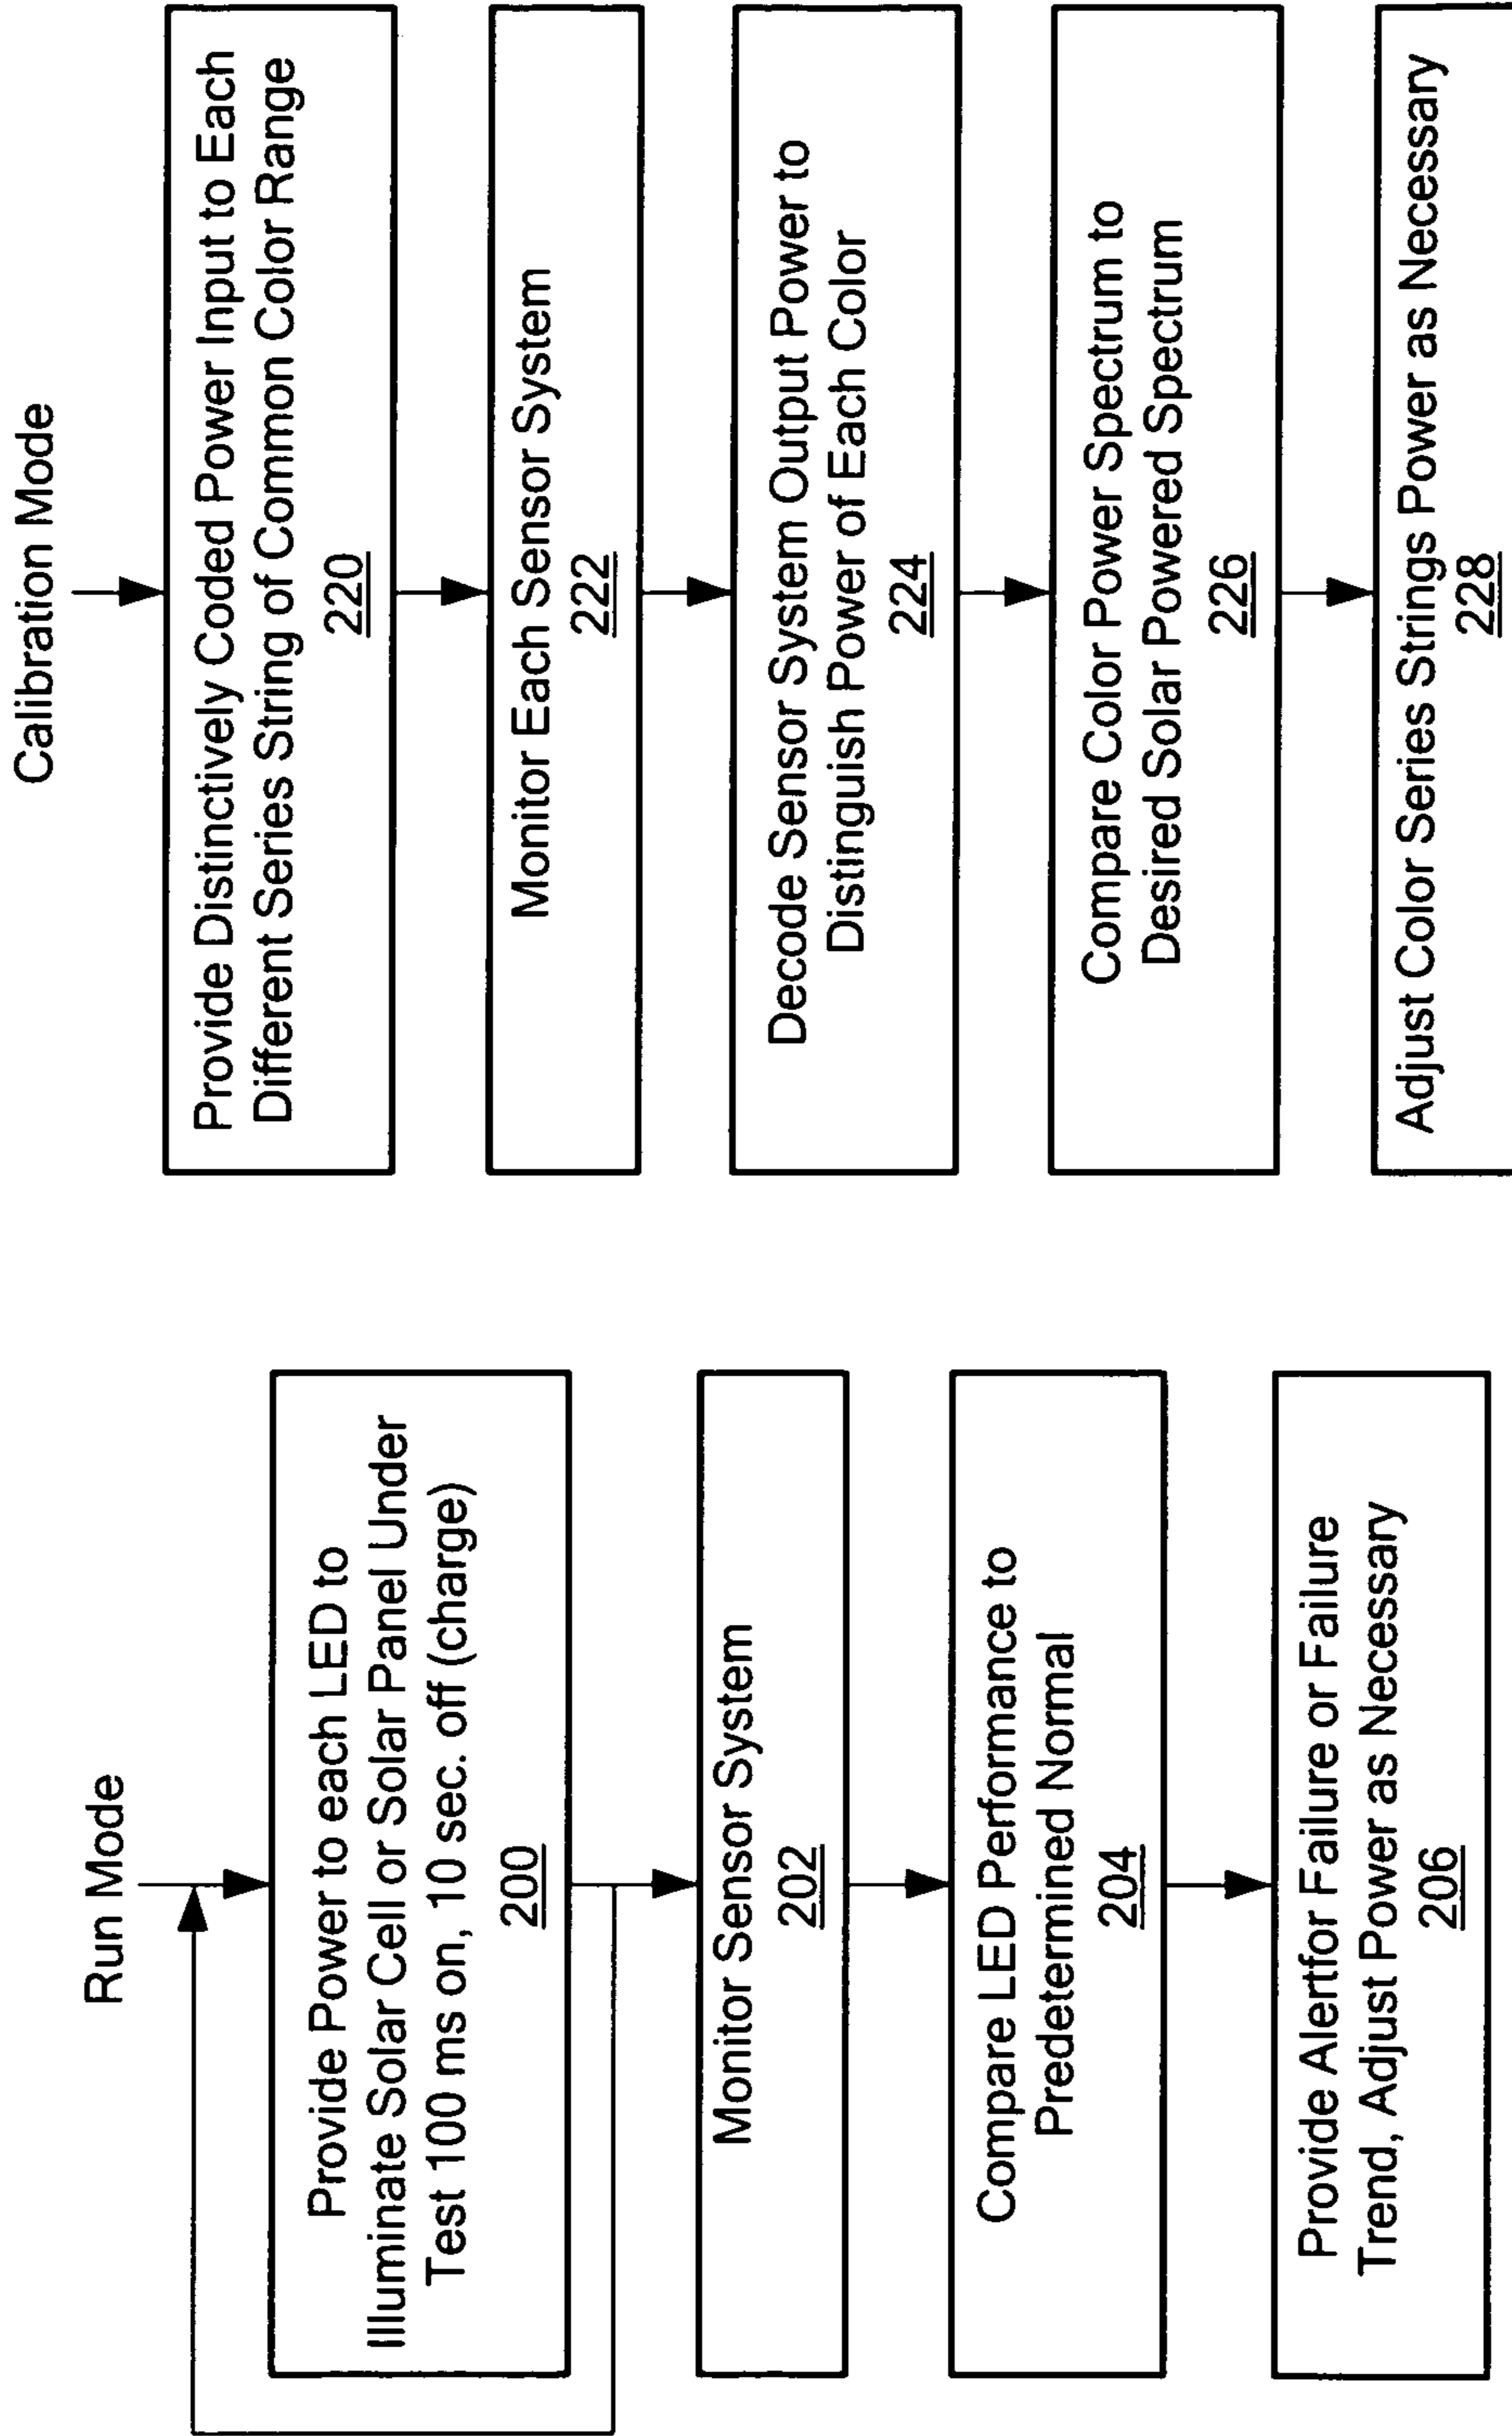 Run Mode
Provide Power to each LED to
Illuminate Solar Cell or Solar Panel Under
Test 100 ms on, 10 sec. off (charge)
200
Monitor Sensor System
202
Compare LED Performance to
Predetermined Normal
204
Provide Alertfor Failure or Failure
Trend, Adjust Power as Necessary
206
Calibration Mode
Provide Distinctively Coded Power Input to Each
Different Series String of Common Color Range
220
Monitor Each Sensor System
222
Decode Sensor System Output Power to
Distinguish Power of Each Color
224
Compare Color Power Spectrum to
Desired Solar Powered Spectrum
226
Adjust Color Series Strings Power as Necessary
228